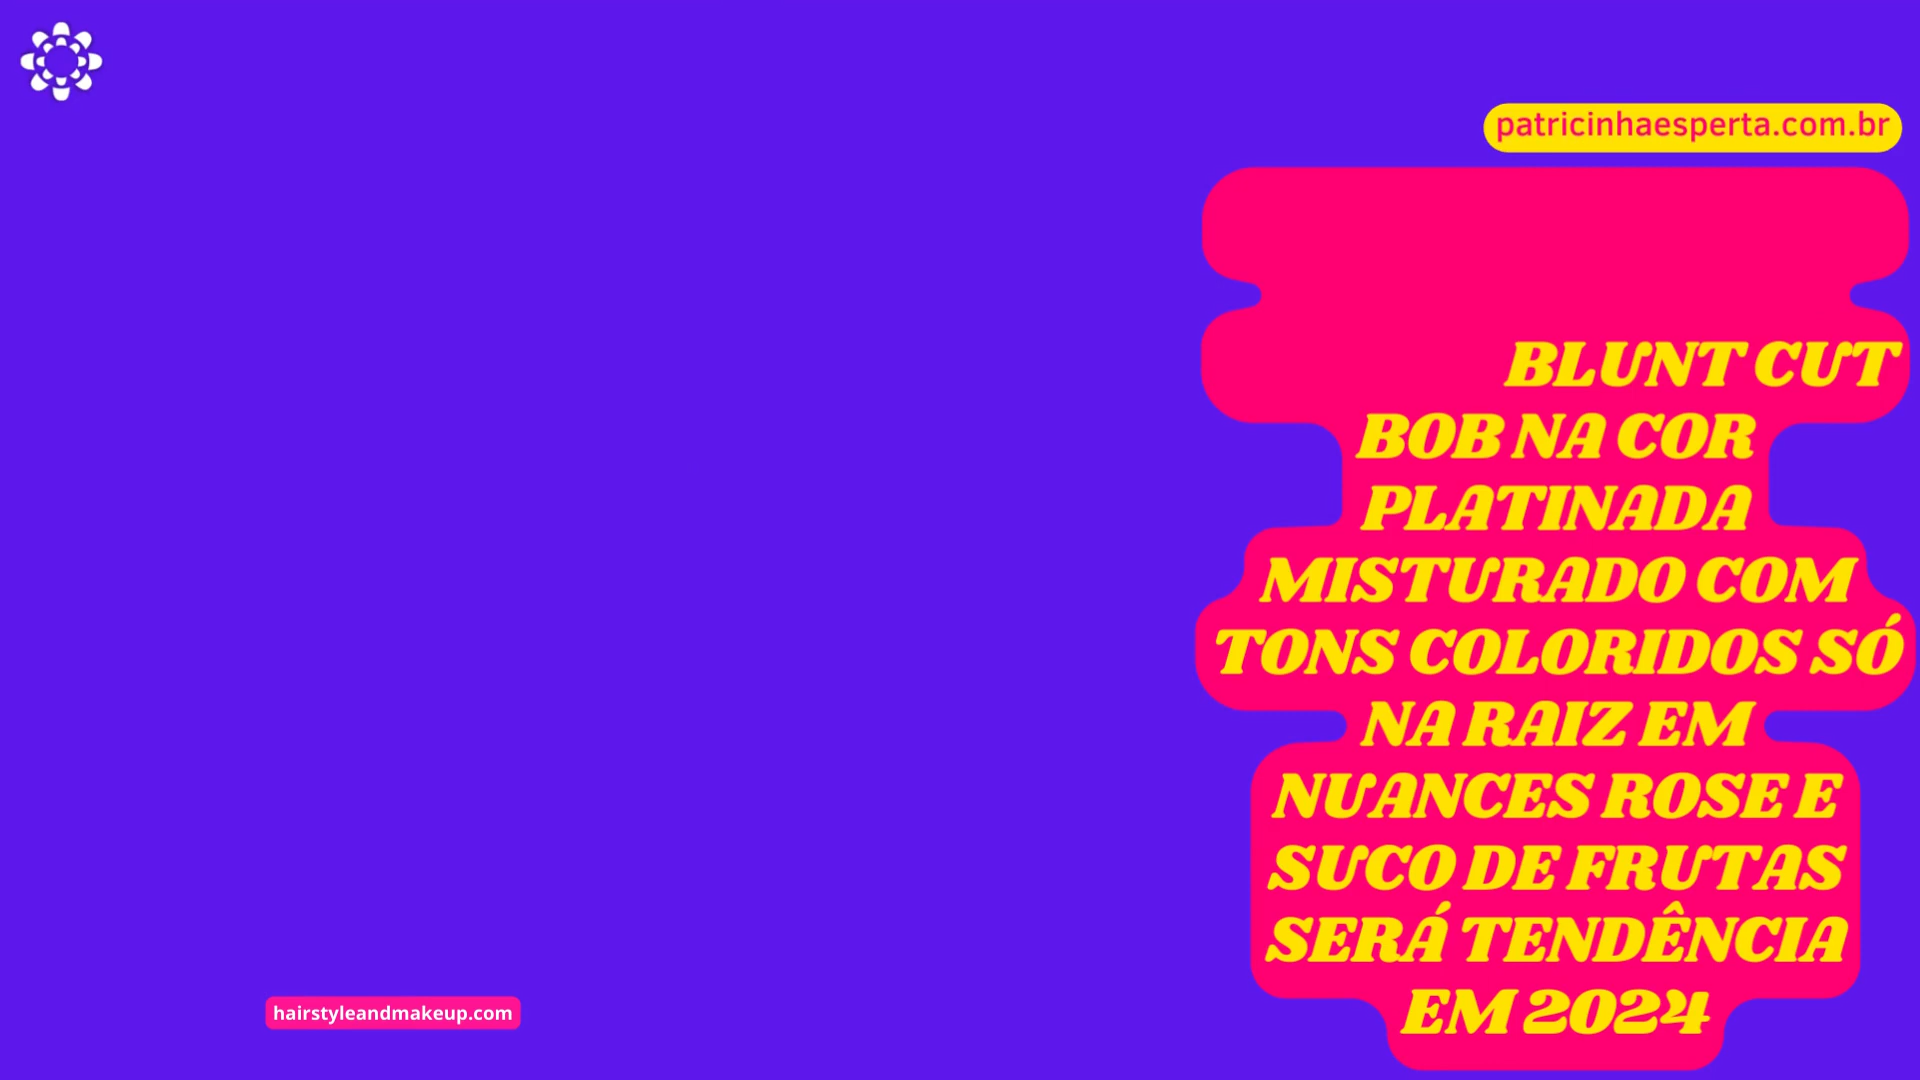 patricinhaesperta.com.br
BLUNT CUT
BOB NA COR
PLATINADA
MISTURADO COM
TONS COLORIDOS SÓ
NA RAIZ EM
NUANCES ROSE E
SUCO DE FRUTAS
SERÁ TENDÊNCIA
EM 2024
hairstyleandmakeup.com